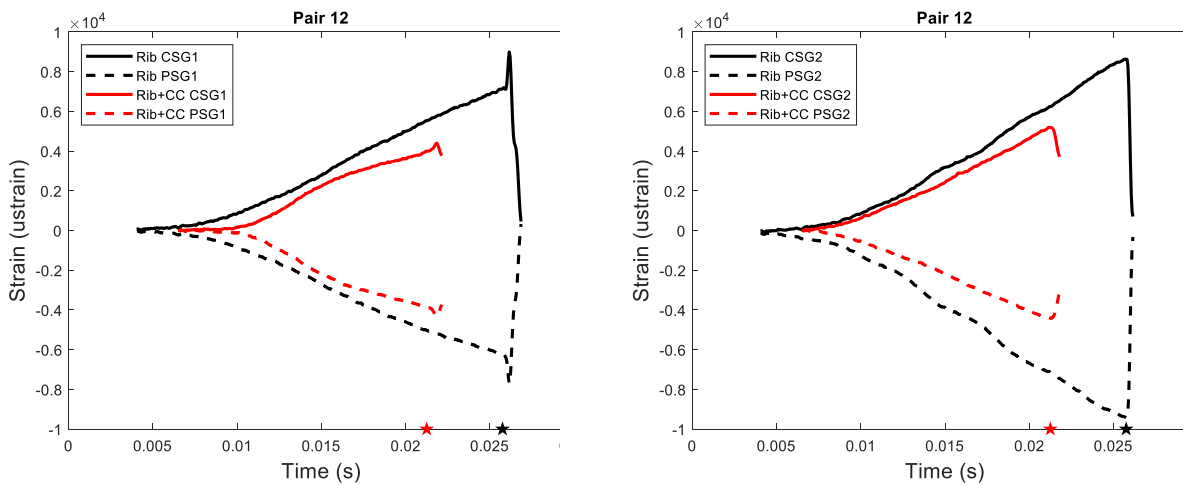 Pair 12
×10⁴
1
0.8
0.6
0.4
0.2
0
-0.2
-0.4
-0.6
-0.8
-1
Strain (ustrain)
Rib CSG1
Rib PSG1
Rib+CC CSG1
Rib+CC PSG1
0 0.005 0.01 0.015 0.02 0.025
Time (s)
Pair 12
×10⁴
1
0.8
0.6
0.4
0.2
0
-0.2
-0.4
-0.6
-0.8
-1
Strain (ustrain)
Rib CSG2
Rib PSG2
Rib+CC CSG2
Rib+CC PSG2
0 0.005 0.01 0.015 0.02 0.025
Time (s)